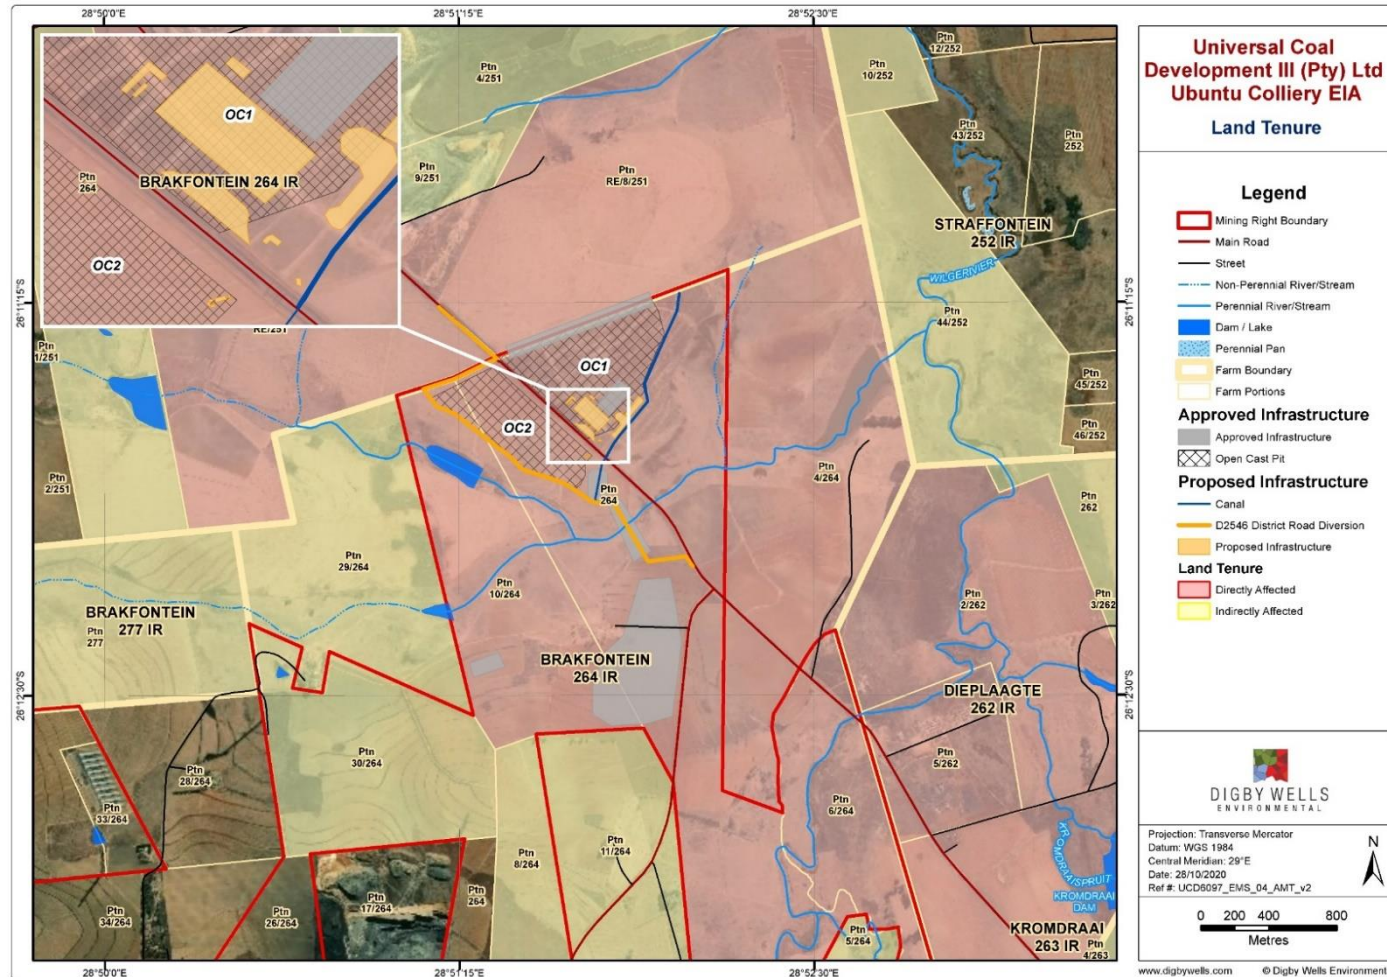 28°50'0"E
28°51'15"E
28°52'30"E
26°11'15"S
26°11'15"S
26°12'30"S
26°12'30"S
Universal Coal
Development III (Pty) Ltd
Ubuntu Colliery EIA
Land Tenure
Legend
Mining Right Boundary
Main Road
Street
Non-Perennial River/Stream
Perennial River/Stream
Dam / Lake
Perennial Pan
Farm Boundary
Farm Portions
Approved Infrastructure
Approved Infrastructure
Open Cast Pit
Proposed Infrastructure
Canal
D2546 District Road Diversion
Proposed Infrastructure
Land Tenure
Directly Affected
Indirectly Affected
DIGBY WELLS
ENVIRONMENTAL
Projection: Transverse Mercator
Datum: WGS 1984
Central Meridian: 29°E
Date: 28/10/2020
Ref #: UCD6097_EMS_04_AMT_v2
N
0 200 400 800
Metres
www.digbywells.com © Digby Wells Environment
OC1
Ptn
264
BRAKFONTEIN 264 IR
OC2
RE/251
Ptn
4/251
Ptn
9/251
Ptn
RE/8/251
Ptn
12/252
Ptn
10/252
Ptn
43/252
Ptn
252
STRAFFONTEIN
252 IR
WILGERIVIER
Ptn
44/252
Ptn
1/251
Ptn
45/252
Ptn
46/252
OC1
OC2
Ptn
2/251
Ptn
264
Ptn
4/264
Ptn
262
Ptn
29/264
Ptn
10/264
Ptn
2/262
Ptn
3/262
BRAKFONTEIN
277 IR
Ptn
277
BRAKFONTEIN
264 IR
DIEPLAAGTE
262 IR
Ptn
28/264
Ptn
30/264
Ptn
5/262
Ptn
33/264
Ptn
6/264
Ptn
8/264
Ptn
11/264
Ptn
34/264
Ptn
26/264
Ptn
17/264
Ptn
264
Ptn
5/264
KROMDRAAISPRUIT
KROMDRAAI
DAM
KROMDRAAI
263 IR
Ptn
4/263